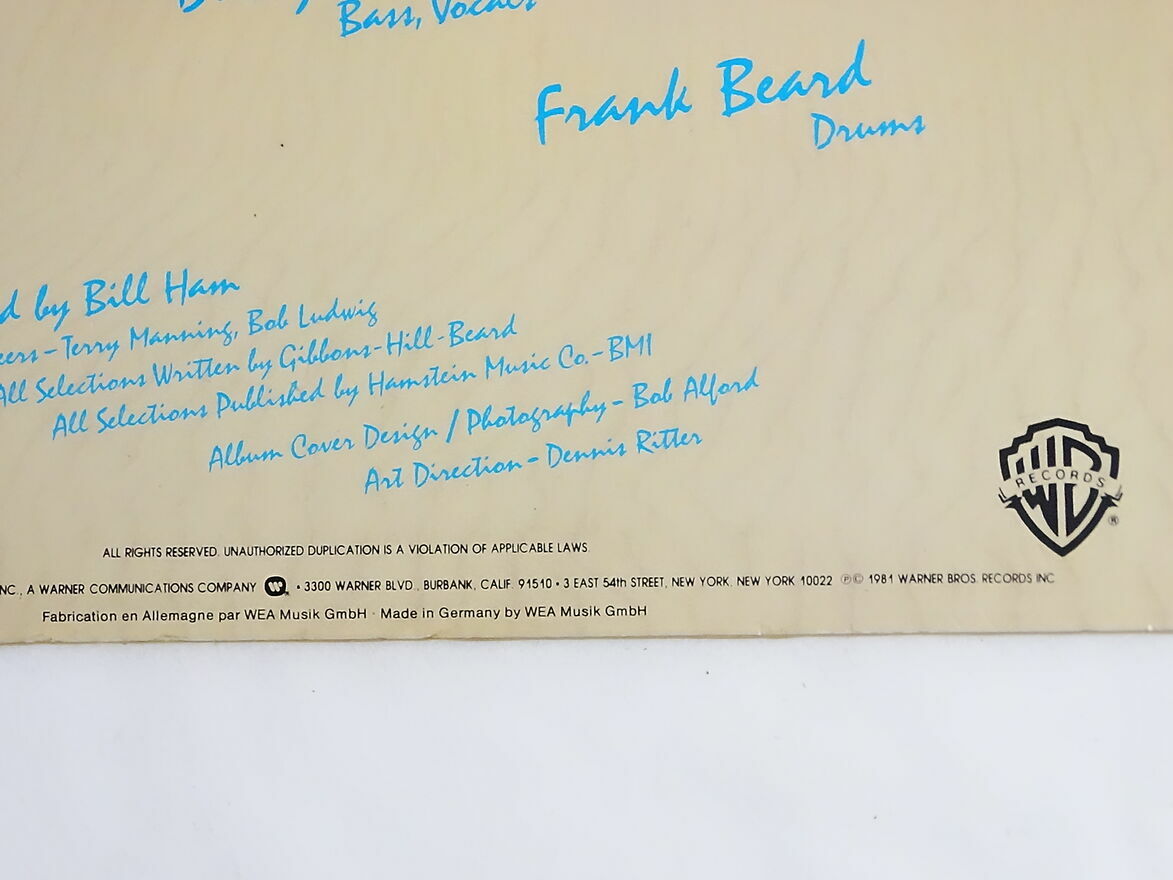 Bass, Vocals
Frank Beard
Drums
by Bill Ham
Terry Manning, Bob Ludwig
All Selections Written by Gibbons-Hill-Beard
All Selections Published by Hamstein Music Co.-BMI
Album Cover Design / Photography - Bob Alford
Art Direction - Dennis Ritter
RECORDS
®
ALL RIGHTS RESERVED. UNAUTHORIZED DUPLICATION IS A VIOLATION OF APPLICABLE LAWS.
A WARNER COMMUNICATIONS COMPANY • 3300 WARNER BLVD., BURBANK, CALIF. 91510 • 3 EAST 54th STREET, NEW YORK, NEW YORK 10022 ℗© 1981 WARNER BROS. RECORDS INC
Fabrication en Allemagne par WEA Musik GmbH · Made in Germany by WEA Musik GmbH